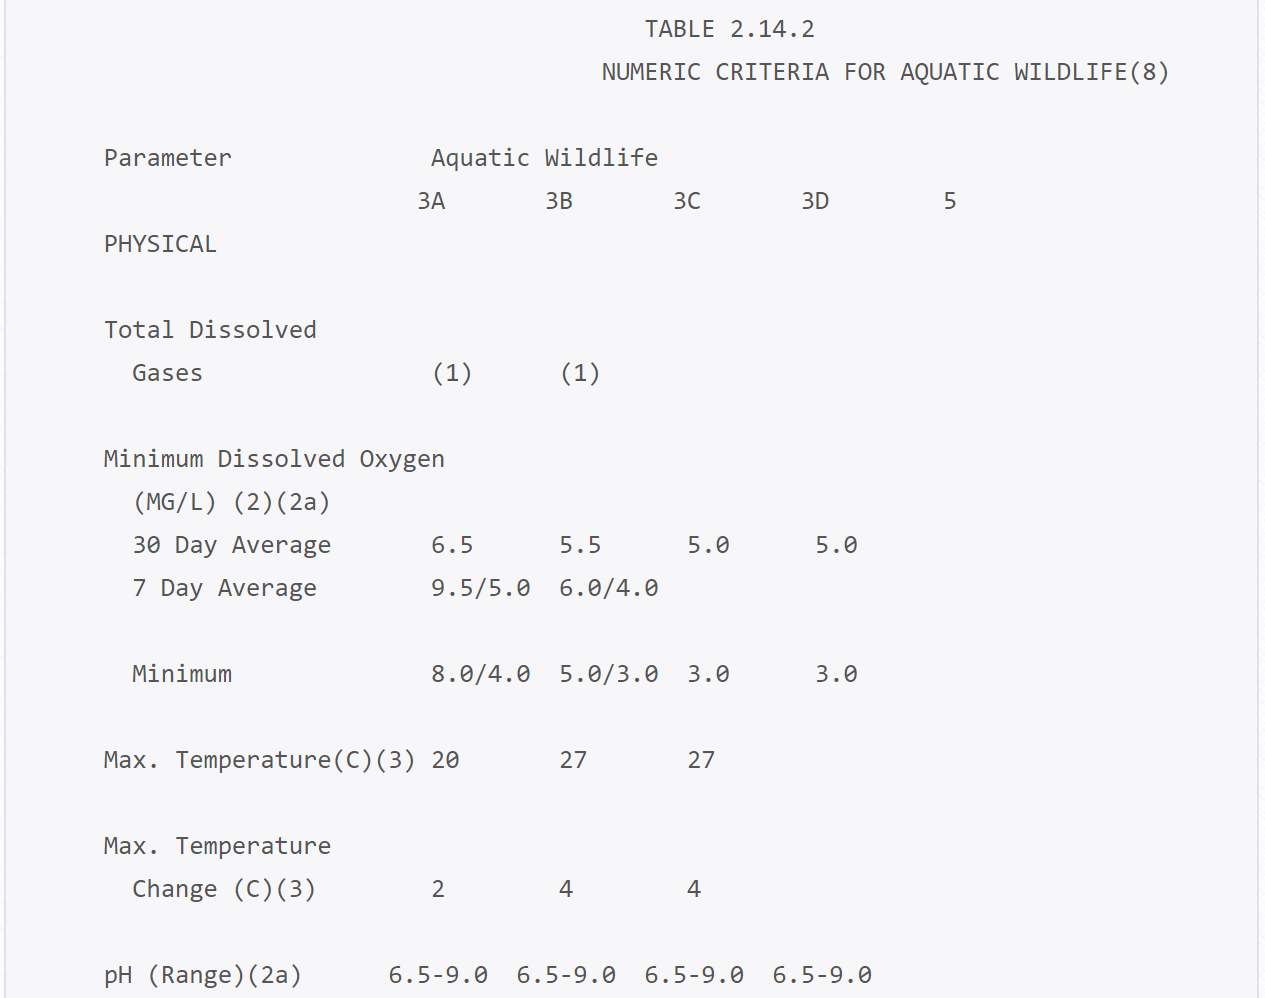 TABLE 2.14.2
NUMERIC CRITERIA FOR AQUATIC WILDLIFE(8)
Parameter Aquatic Wildlife
3A 3B 3C 3D 5
PHYSICAL
Total Dissolved
Gases (1) (1)
Minimum Dissolved Oxygen
(MG/L) (2)(2a)
30 Day Average 6.5 5.5 5.0 5.0
7 Day Average 9.5/5.0 6.0/4.0
Minimum 8.0/4.0 5.0/3.0 3.0 3.0
Max. Temperature(C)(3) 20 27 27
Max. Temperature
Change (C)(3) 2 4 4
pH (Range)(2a) 6.5-9.0 6.5-9.0 6.5-9.0 6.5-9.0